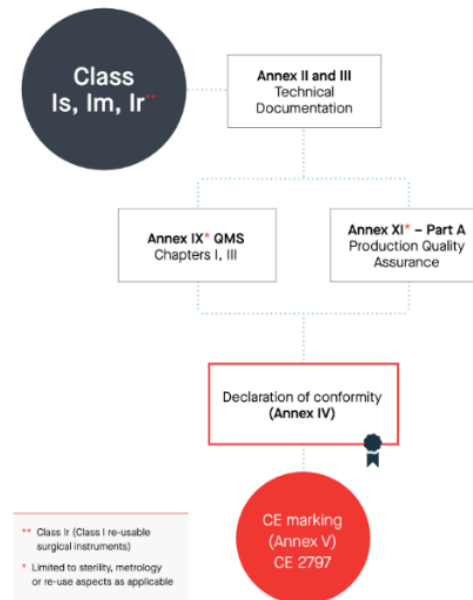 Class
Is, Im, Ir**
Annex II and III
Technical
Documentation
Annex IX* QMS
Chapters I, III
Annex XI* – Part A
Production Quality
Assurance
Declaration of conformity
(Annex IV)
CE marking
(Annex V)
CE 2797
** Class Ir (Class I re-usable
surgical instruments)
* Limited to sterility, metrology
or re-use aspects as applicable